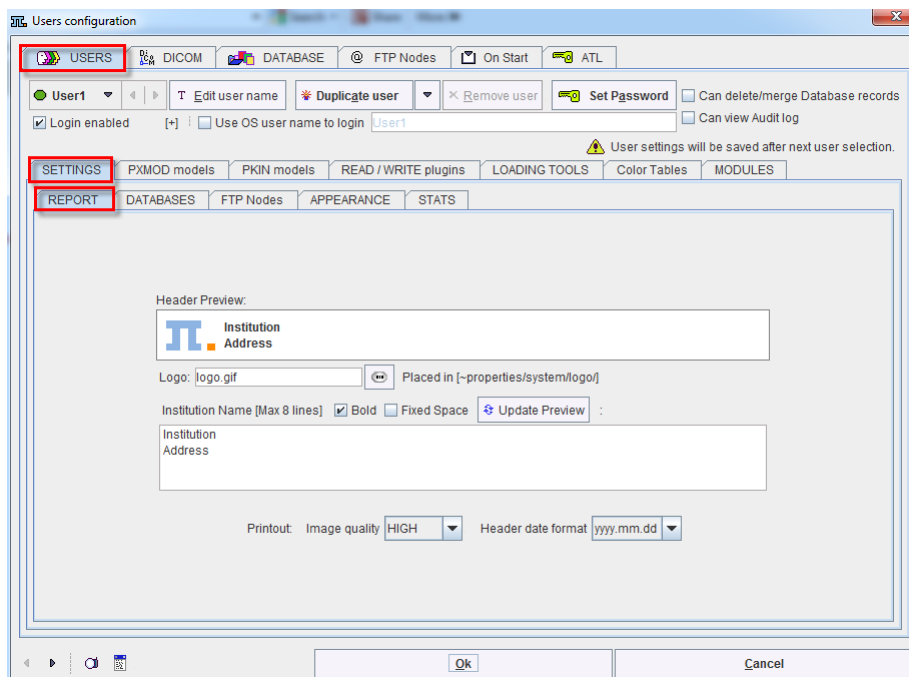 Users configuration
USERS DICOM DATABASE @ FTP Nodes On Start ATL
User1 T Edit user name Duplicate user Remove user Set Password Can delete/merge Database records
Login enabled [+] Use OS user name to login User1 Can view Audit log
User settings will be saved after next user selection.
SETTINGS PXMOD models PKIN models READ / WRITE plugins LOADING TOOLS Color Tables MODULES
REPORT DATABASES FTP Nodes APPEARANCE STATS
Header Preview:
Institution
Address
Logo: logo.gif Placed in [~properties/system/logo/]
Institution Name [Max 8 lines] Bold Fixed Space Update Preview :
Institution
Address
Printout: Image quality HIGH Header date format yyyy.mm.dd
Ok Cancel